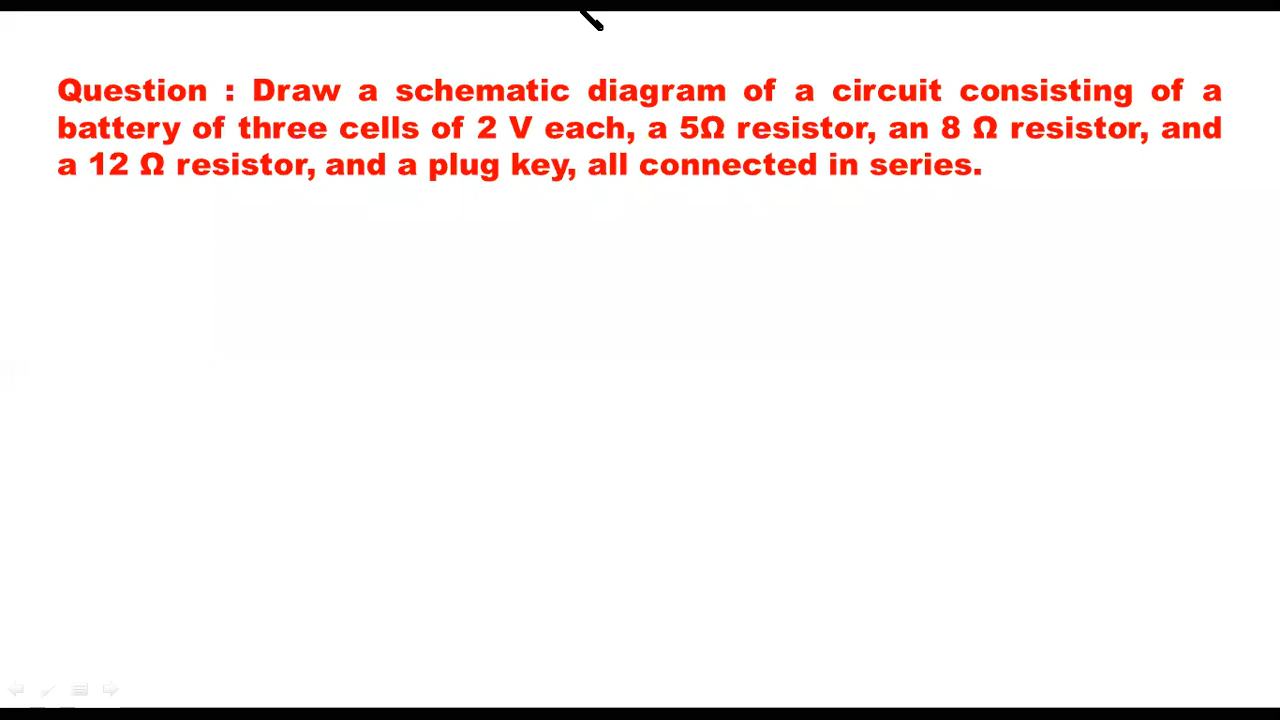 Question : Draw a schematic diagram of a circuit consisting of a
battery of three cells of 2 V each, a 5Ω resistor, an 8 Ω resistor, and
a 12 Ω resistor, and a plug key, all connected in series.